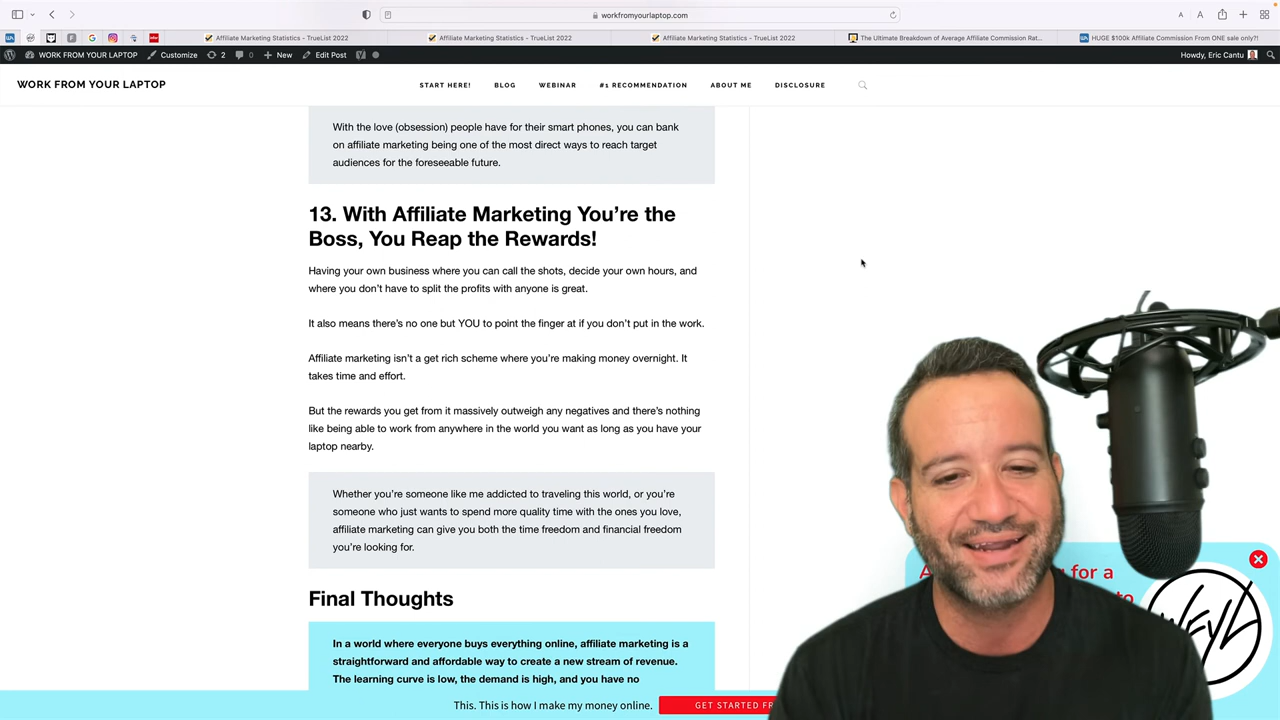 workfromyourlaptop.com
A
A
Affiliate Marketing Statistics - TrueList 2022
Affiliate Marketing Statistics - TrueList 2022
Affiliate Marketing Statistics - TrueList 2022
The Ultimate Breakdown of Average Affiliate Commission Rat...
HUGE $100k Affiliate Commission From ONE sale only?!
WORK FROM YOUR LAPTOP
Customize
2
0
New
Edit Post
Howdy, Eric Cantu
WORK FROM YOUR LAPTOP
START HERE!
BLOG
WEBINAR
#1 RECOMMENDATION
ABOUT ME
DISCLOSURE
With the love (obsession) people have for their smart phones, you can bank
on affiliate marketing being one of the most direct ways to reach target
audiences for the foreseeable future.
13. With Affiliate Marketing You’re the
Boss, You Reap the Rewards!
Having your own business where you can call the shots, decide your own hours, and
where you don’t have to split the profits with anyone is great.
It also means there’s no one but YOU to point the finger at if you don’t put in the work.
Affiliate marketing isn’t a get rich scheme where you’re making money overnight. It
takes time and effort.
But the rewards you get from it massively outweigh any negatives and there’s nothing
like being able to work from anywhere in the world you want as long as you have your
laptop nearby.
Whether you’re someone like me addicted to traveling this world, or you’re
someone who just wants to spend more quality time with the ones you love,
affiliate marketing can give you both the time freedom and financial freedom
you’re looking for.
Final Thoughts
In a world where everyone buys everything online, affiliate marketing is a
straightforward and affordable way to create a new stream of revenue.
The learning curve is low, the demand is high, and you have no
for a
to
WFYL
This. This is how I make my money online.
GET STARTED